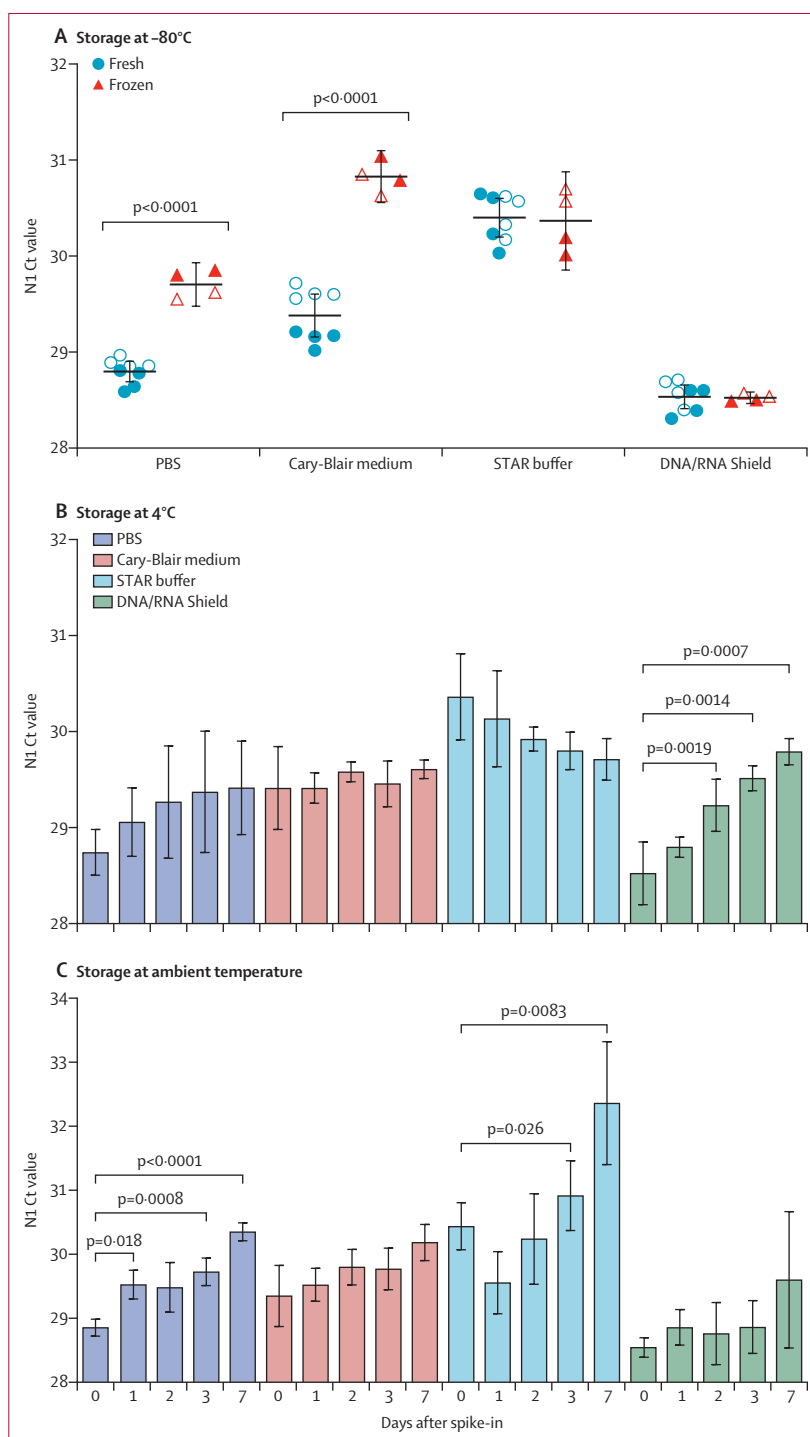 A Storage at –80°C
32
Fresh
Frozen
p<0·0001
31
p<0·0001
N1 Ct value
30
29
28
PBS
Cary-Blair medium
STAR buffer
DNA/RNA Shield
B Storage at 4°C
32
PBS
Cary-Blair medium
STAR buffer
DNA/RNA Shield
31
p=0·0007
p=0·0014
p=0·0019
N1 Ct value
30
29
28
C Storage at ambient temperature
34
p=0·0083
33
32
p=0·026
p<0·0001
N1 Ct value
31
p=0·0008
p=0·018
30
29
28
0 1 2 3 7 0 1 2 3 7 0 1 2 3 7 0 1 2 3 7
Days after spike-in